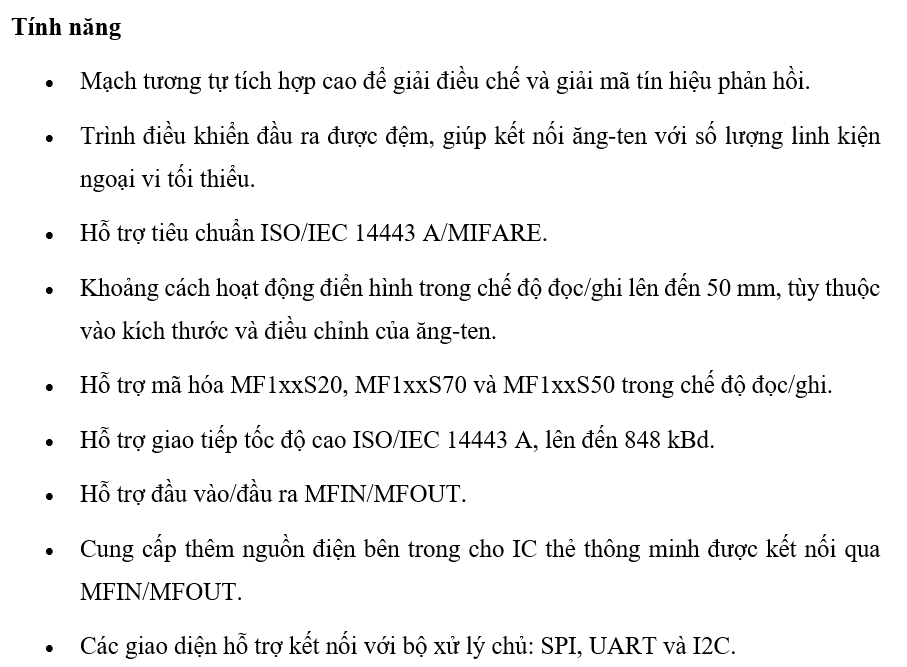 Tính năng
• Mạch tương tự tích hợp cao để giải điều chế và giải mã tín hiệu phản hồi.
• Trình điều khiển đầu ra được đệm, giúp kết nối ăng-ten với số lượng linh kiện
ngoại vi tối thiểu.
• Hỗ trợ tiêu chuẩn ISO/IEC 14443 A/MIFARE.
• Khoảng cách hoạt động điển hình trong chế độ đọc/ghi lên đến 50 mm, tùy thuộc
vào kích thước và điều chỉnh của ăng-ten.
• Hỗ trợ mã hóa MF1xxS20, MF1xxS70 và MF1xxS50 trong chế độ đọc/ghi.
• Hỗ trợ giao tiếp tốc độ cao ISO/IEC 14443 A, lên đến 848 kBd.
• Hỗ trợ đầu vào/đầu ra MFIN/MFOUT.
• Cung cấp thêm nguồn điện bên trong cho IC thẻ thông minh được kết nối qua
MFIN/MFOUT.
• Các giao diện hỗ trợ kết nối với bộ xử lý chủ: SPI, UART và I2C.